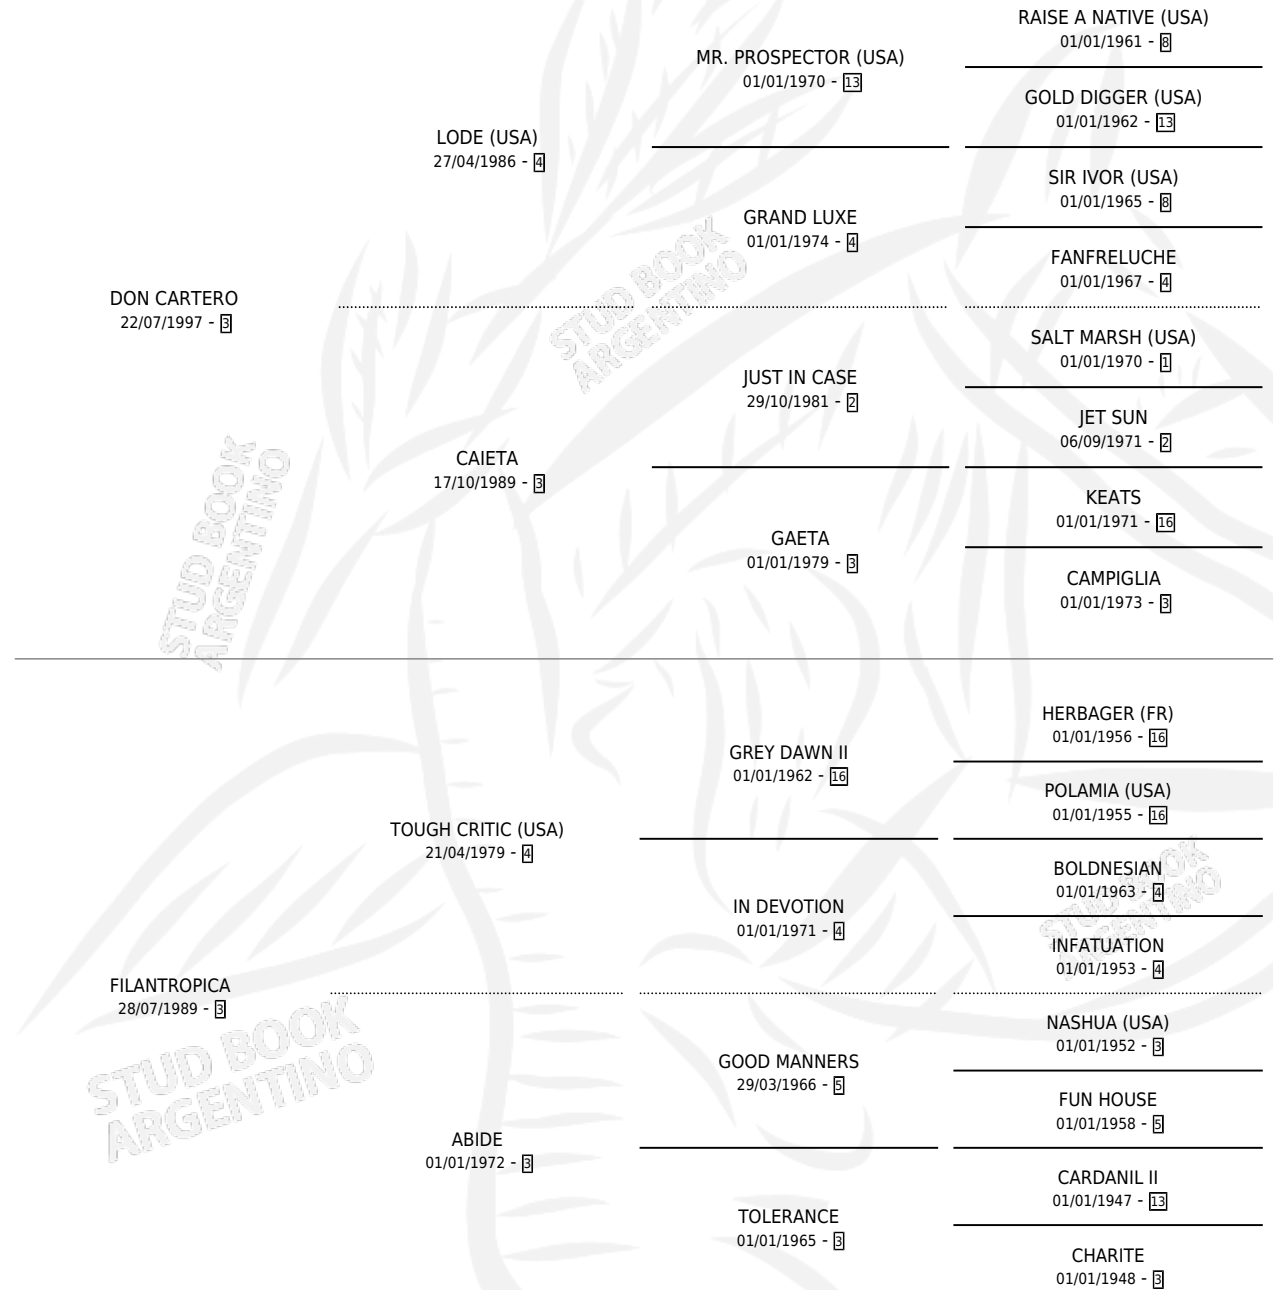 RAISE A NATIVE (USA)
01/01/1961 - 8
MR. PROSPECTOR (USA)
01/01/1970 - 13
GOLD DIGGER (USA)
01/01/1962 - 13
LODE (USA)
27/04/1986 - 4
SIR IVOR (USA)
01/01/1965 - 8
GRAND LUXE
01/01/1974 - 4
FANFRELUCHE
01/01/1967 - 4
DON CARTERO
22/07/1997 - 3
STUD BOOK
ARGENTINO
SALT MARSH (USA)
01/01/1970 - 1
JUST IN CASE
29/10/1981 - 2
JET SUN
06/09/1971 - 2
CAIETA
17/10/1989 - 3
KEATS
01/01/1971 - 16
GAETA
01/01/1979 - 3
CAMPIGLIA
01/01/1973 - 3
STUD BOOK
ARGENTINO
HERBAGER (FR)
01/01/1956 - 16
GREY DAWN II
01/01/1962 - 16
POLAMIA (USA)
01/01/1955 - 16
TOUGH CRITIC (USA)
21/04/1979 - 4
BOLDNESIAN
01/01/1963 - 4
IN DEVOTION
01/01/1971 - 4
INFATUATION
01/01/1953 - 4
STUD BOOK
ARGENTINO
FILANTROPICA
28/07/1989 - 3
STUD BOOK
ARGENTINO
NASHUA (USA)
01/01/1952 - 3
GOOD MANNERS
29/03/1966 - 5
FUN HOUSE
01/01/1958 - 5
ABIDE
01/01/1972 - 3
CARDANIL II
01/01/1947 - 13
TOLERANCE
01/01/1965 - 3
CHARITE
01/01/1948 - 3